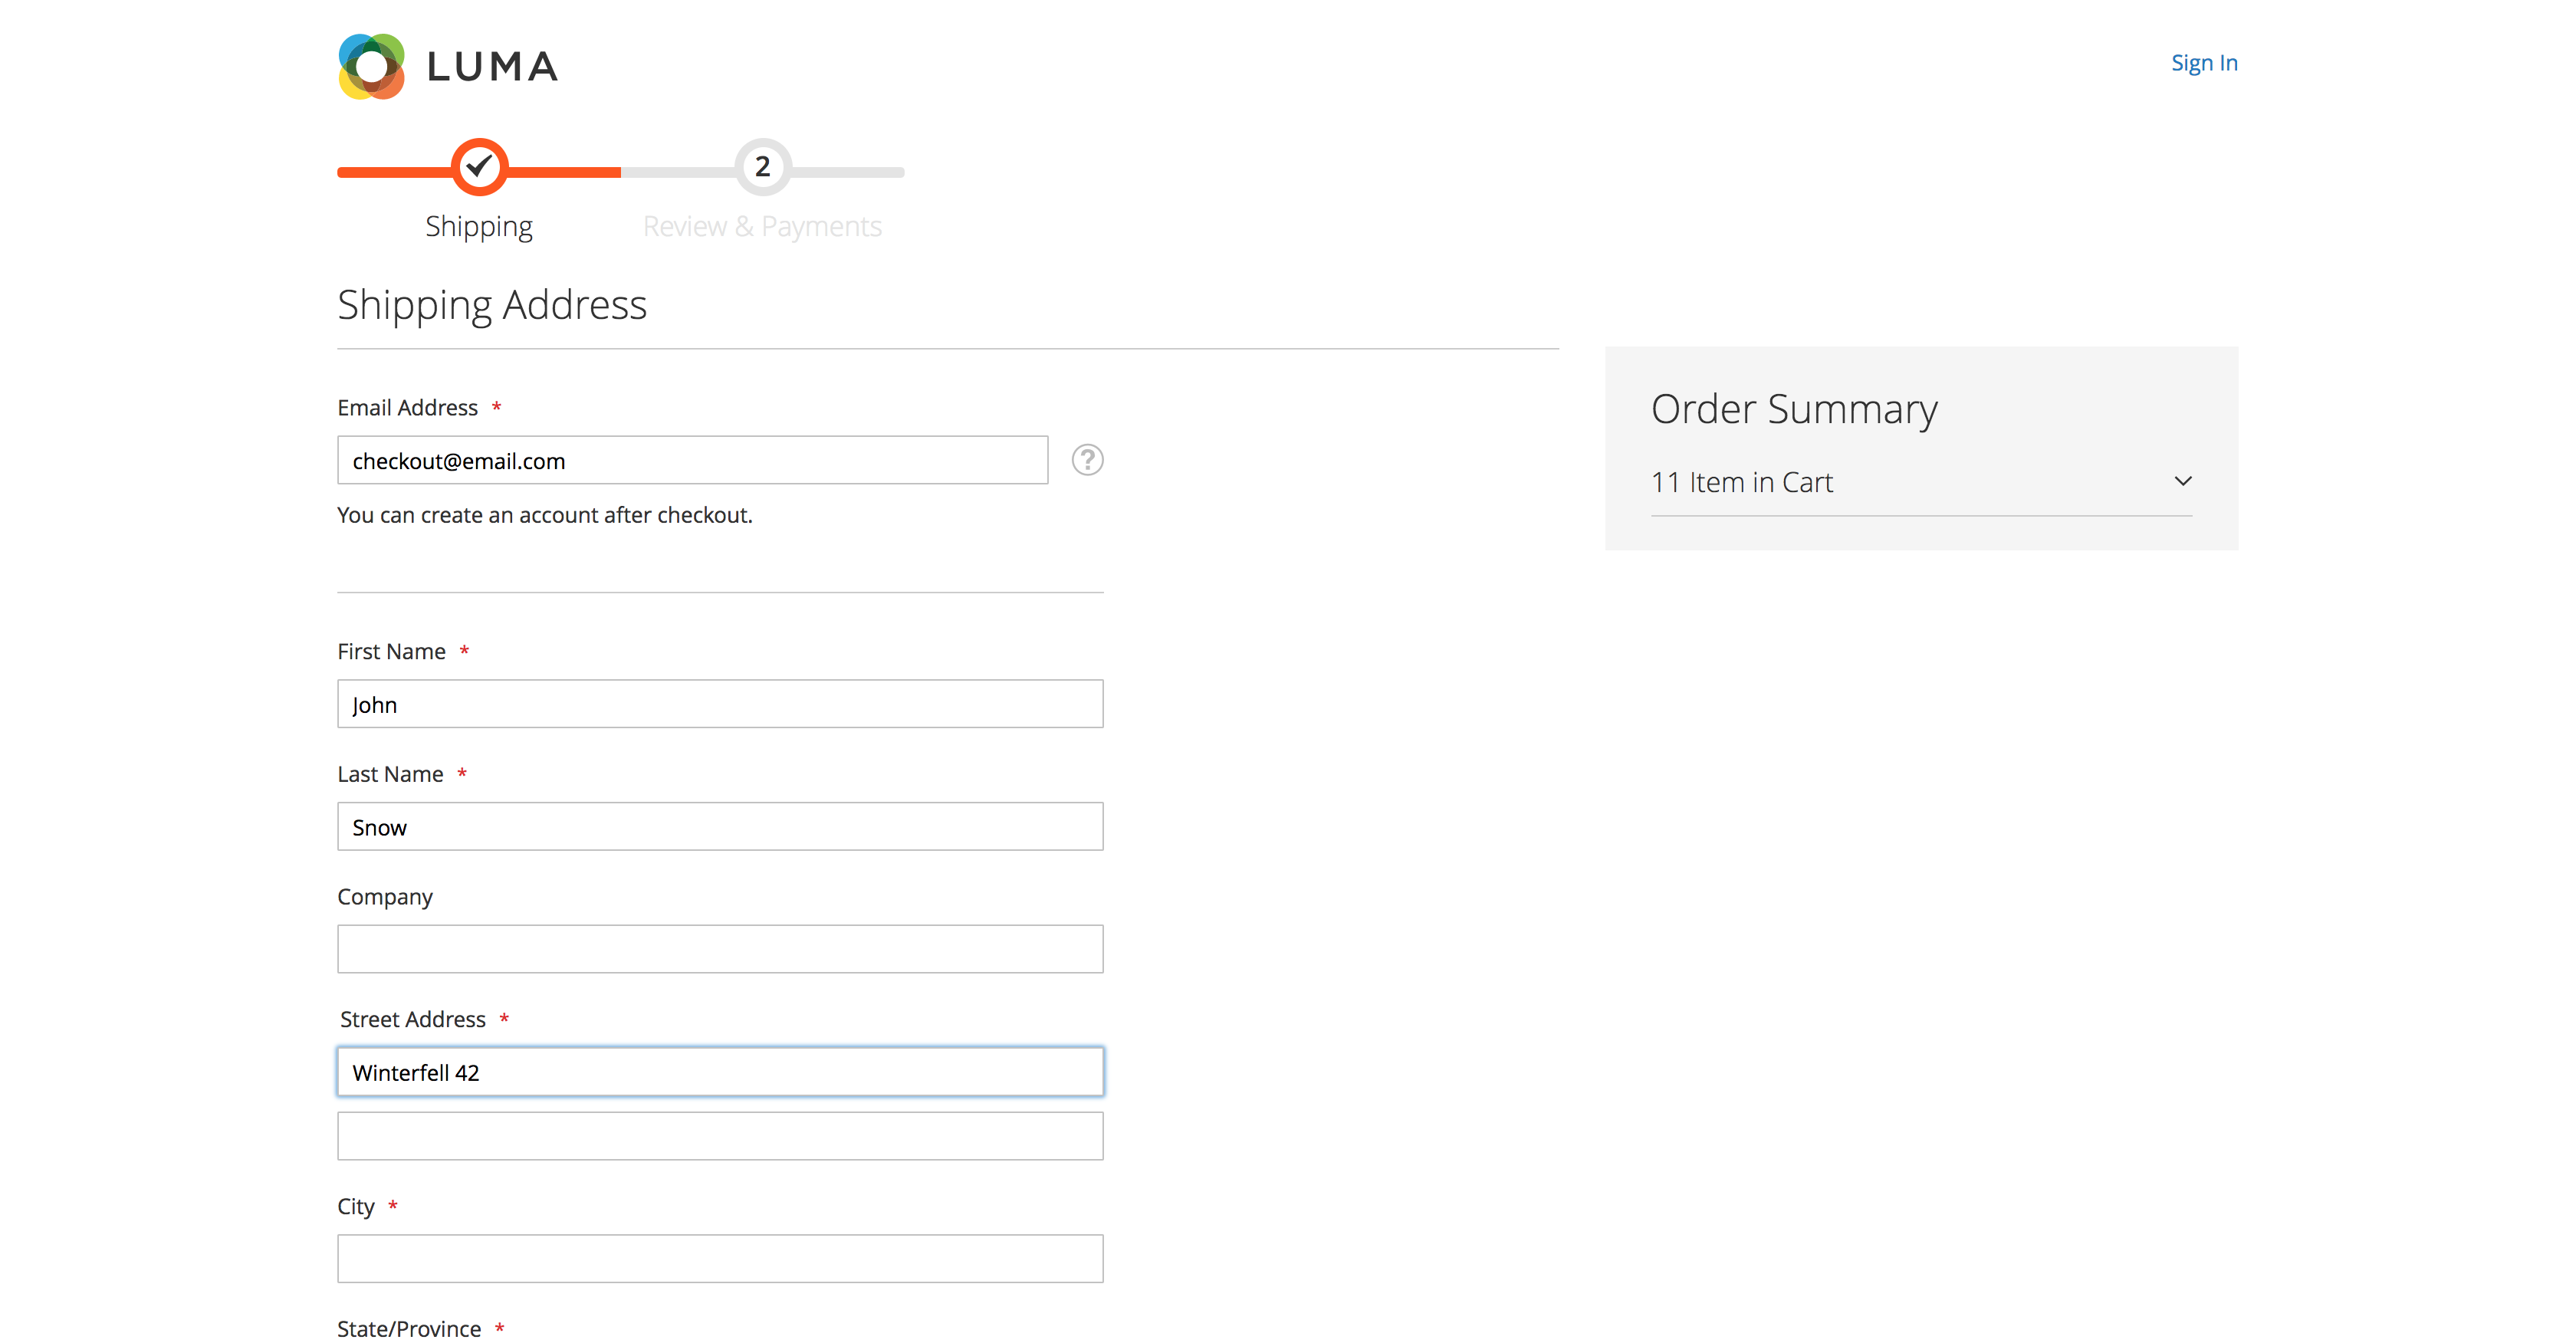 LUMA
Sign In
2
Shipping
Review & Payments
Shipping Address
Email Address *
checkout@email.com
?
You can create an account after checkout.
Order Summary
11 Item in Cart
First Name *
John
Last Name *
Snow
Company
Street Address *
Winterfell 42
City *
State/Province *